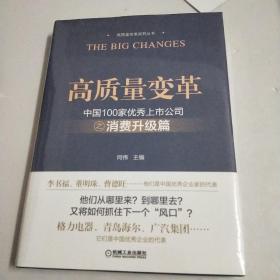 高质量变革系列丛书
THE BIG CHANGES
高质量变革
中国100家优秀上市公司
之消费升级篇
何伟 主编
李书福、董明珠、曹德旺……他们是中国优秀企业家的代表
他们从哪里来？到哪里去？
又将如何抓住下一个“风口”？
格力电器、青岛海尔、广汽集团……
它们是中国优秀企业的代表
机械工业出版社